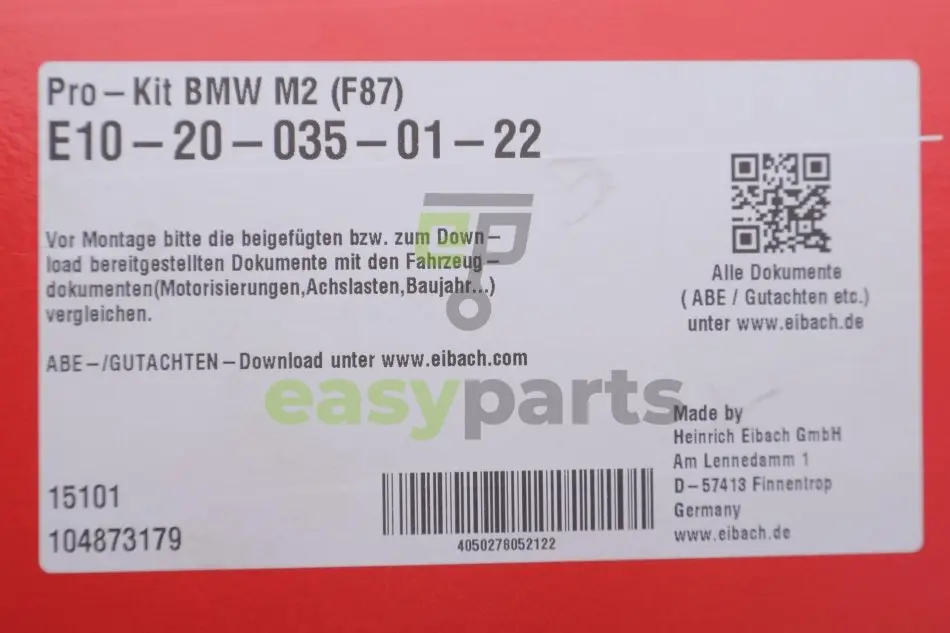 Pro-Kit BMW M2 (F87)
E10-20-035-01-22
Vor Montage bitte die beigefügten bzw. zum Down-
load bereitgestellten Dokumente mit den Fahrzeug-
dokumenten(Motorisierungen,Achslasten,Baujahr...)
vergleichen.
ABE-/GUTACHTEN-Download unter www.eibach.com
Alle Dokumente
( ABE / Gutachten etc.)
unter www.eibach.de
easyparts
Made by
Heinrich Eibach GmbH
Am Lennedamm 1
D-57413 Finnentrop
Germany
www.eibach.de
15101
104873179
4050278052122